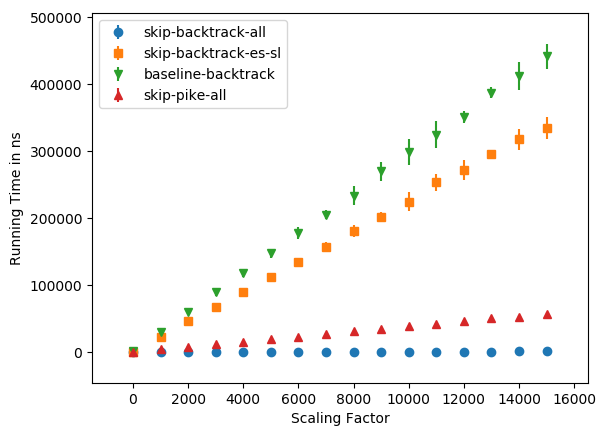 500000
400000
300000
200000
100000
0
Running Time in ns
skip-backtrack-all
skip-backtrack-es-sl
baseline-backtrack
skip-pike-all
0 2000 4000 6000 8000 10000 12000 14000 16000
Scaling Factor